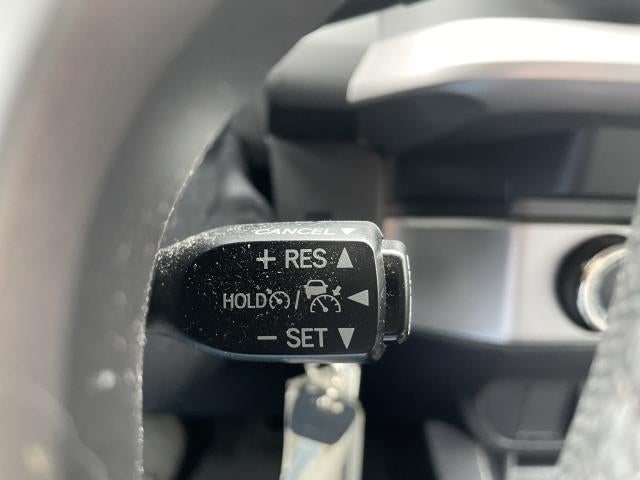 CANCEL ▼
+ RES ▲
HOLD / ◀
− SET ▼